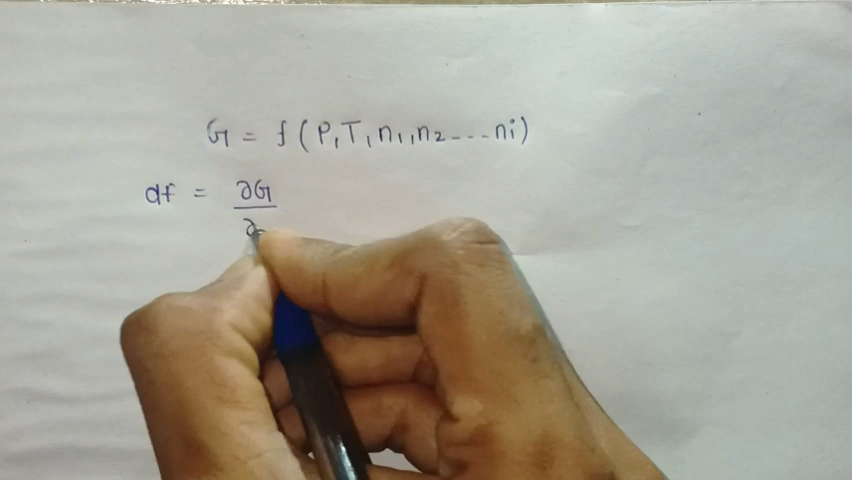 G = f (P, T, n1, n2 --- ni)
df = ∂G / ∂